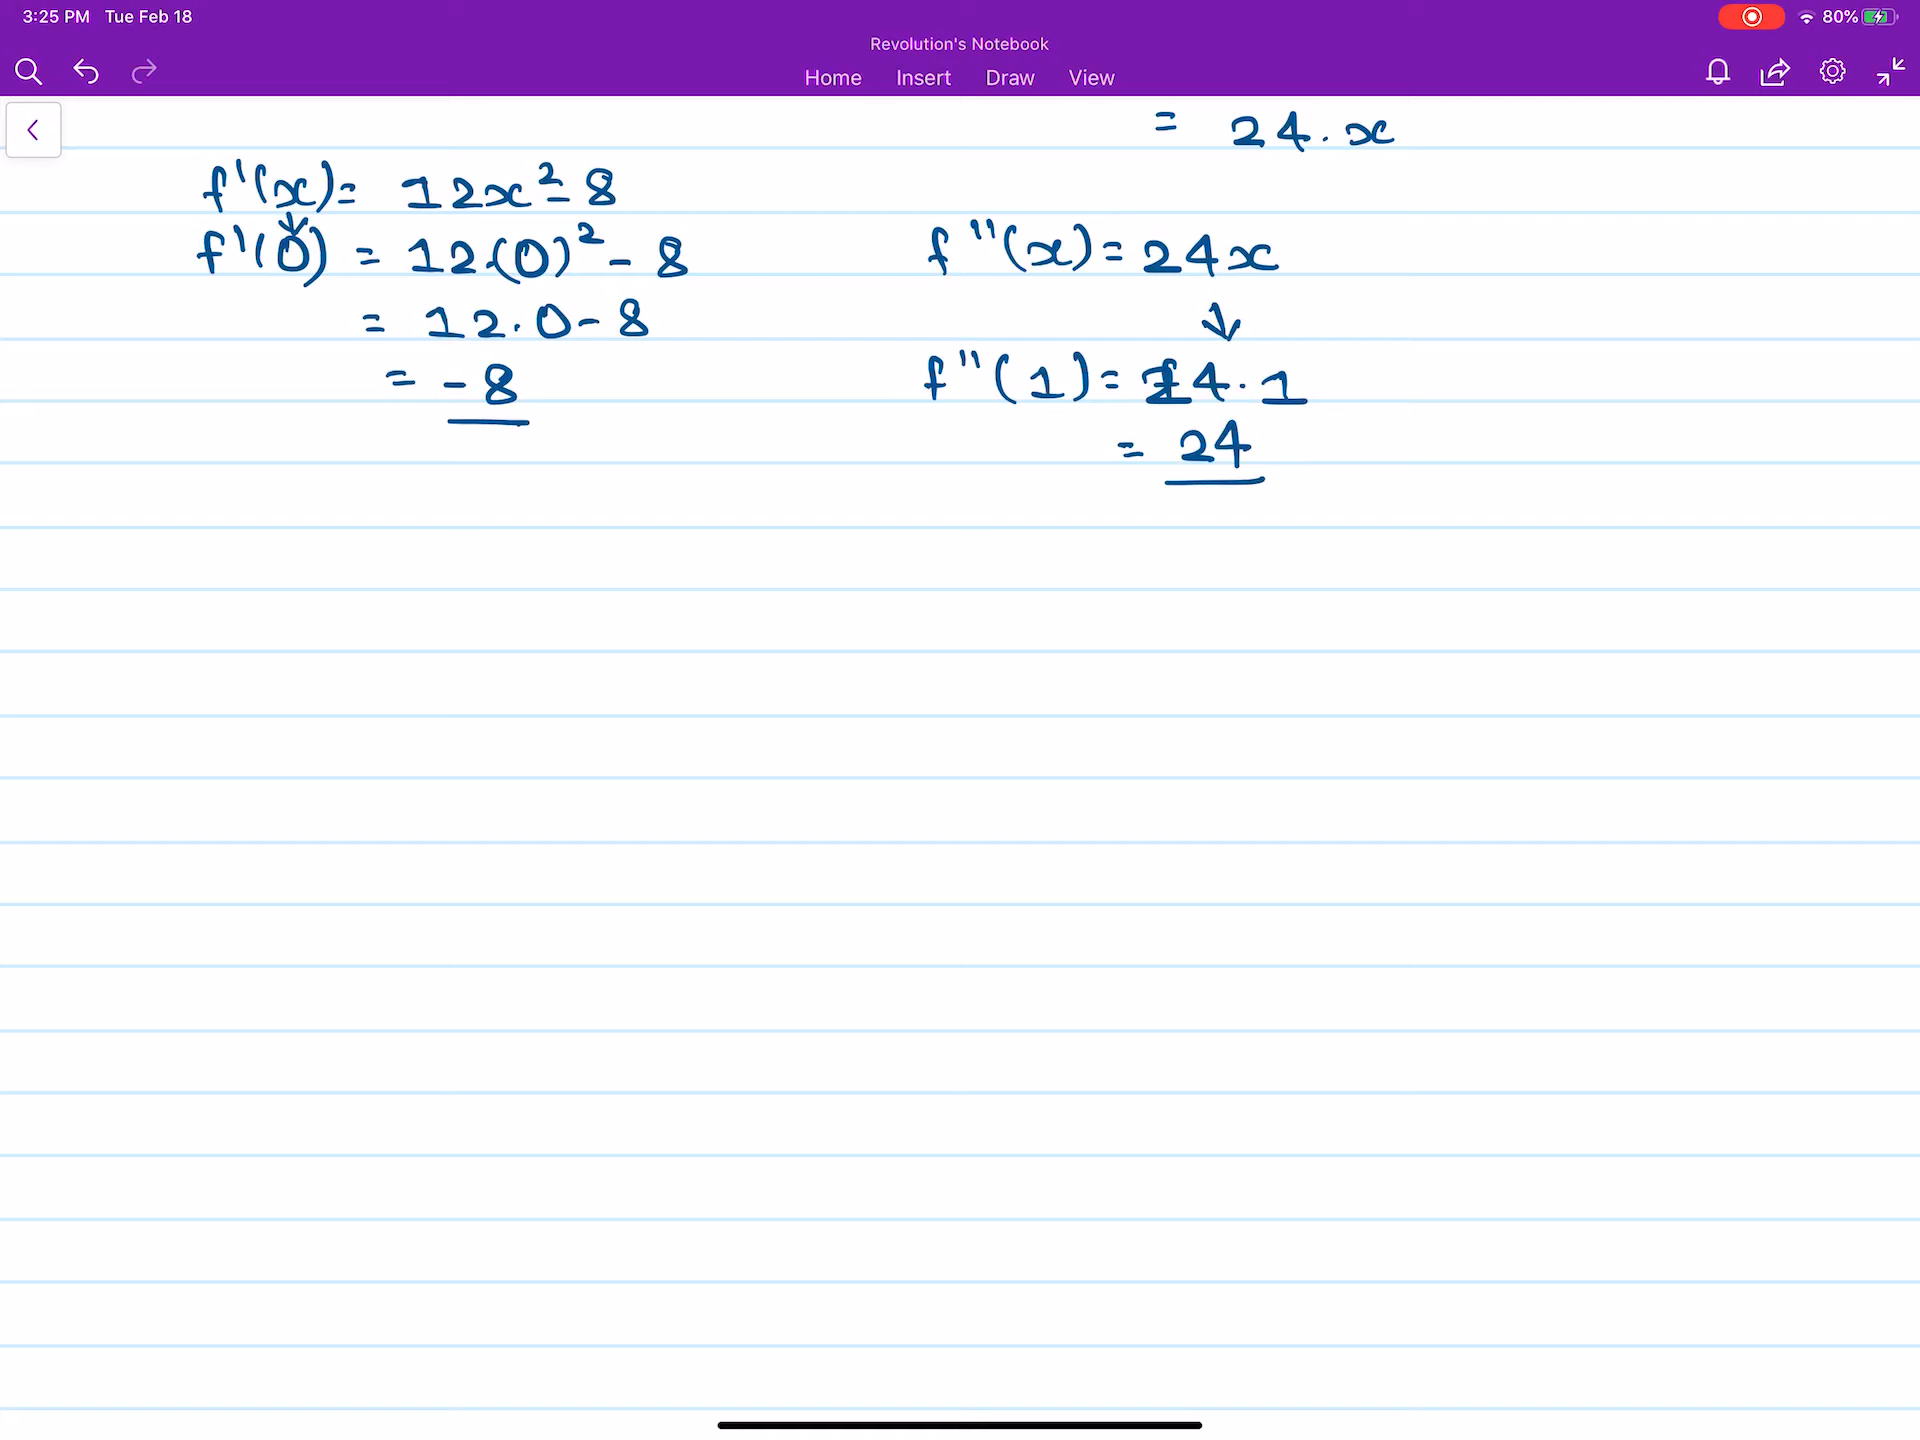 3:25 PM Tue Feb 18
80%
Revolution's Notebook
Home Insert Draw View
= 24.x
f'(x)= 12x²-8
f'(0) = 12.(0)² - 8
= 12.0-8
= -8
f''(x)=24x
↓
f''(1)=24.1
= 24